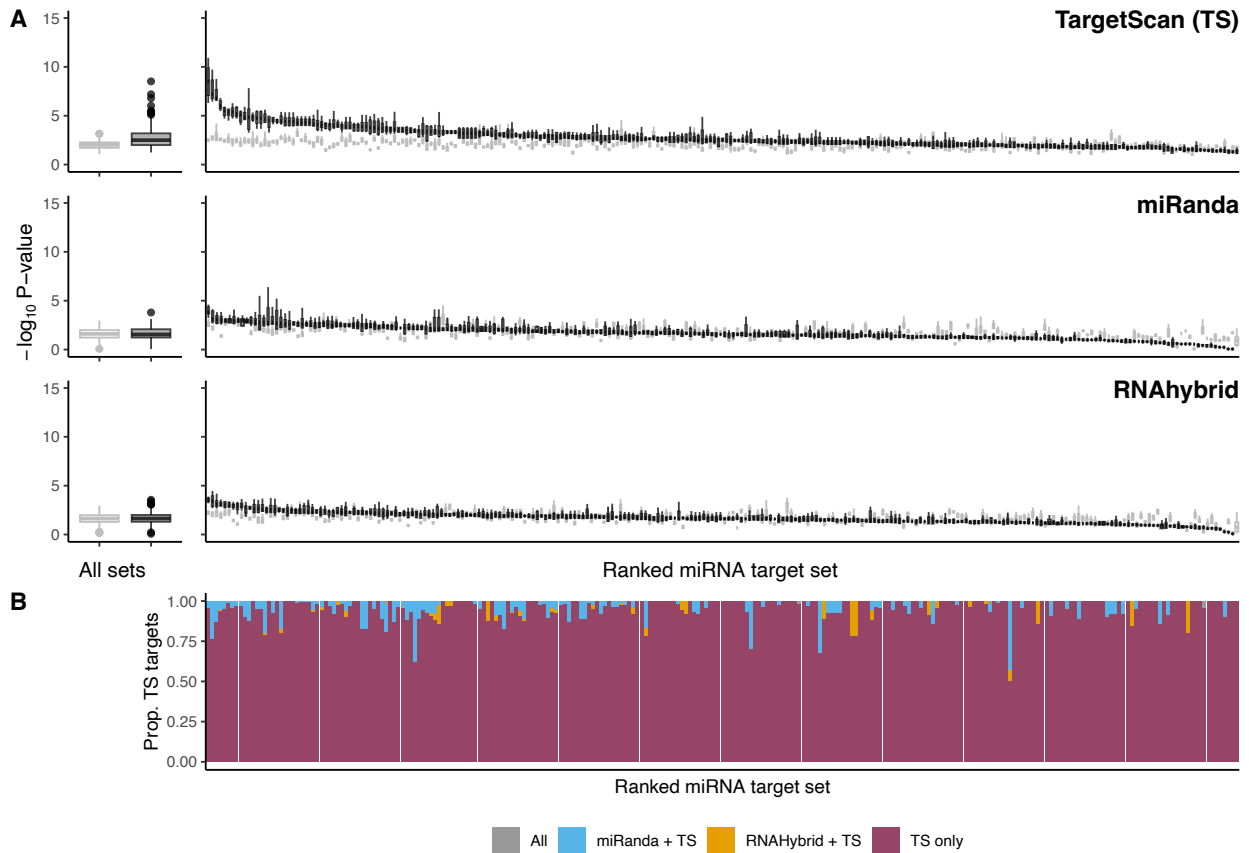 A
TargetScan (TS)
15
10
5
0
miRanda
15
10
5
0
−log10 P−value
RNAhybrid
15
10
5
0
All sets
Ranked miRNA target set
B
1.00
0.75
0.50
0.25
0.00
Prop. TS targets
Ranked miRNA target set
All
miRanda + TS
RNAHybrid + TS
TS only